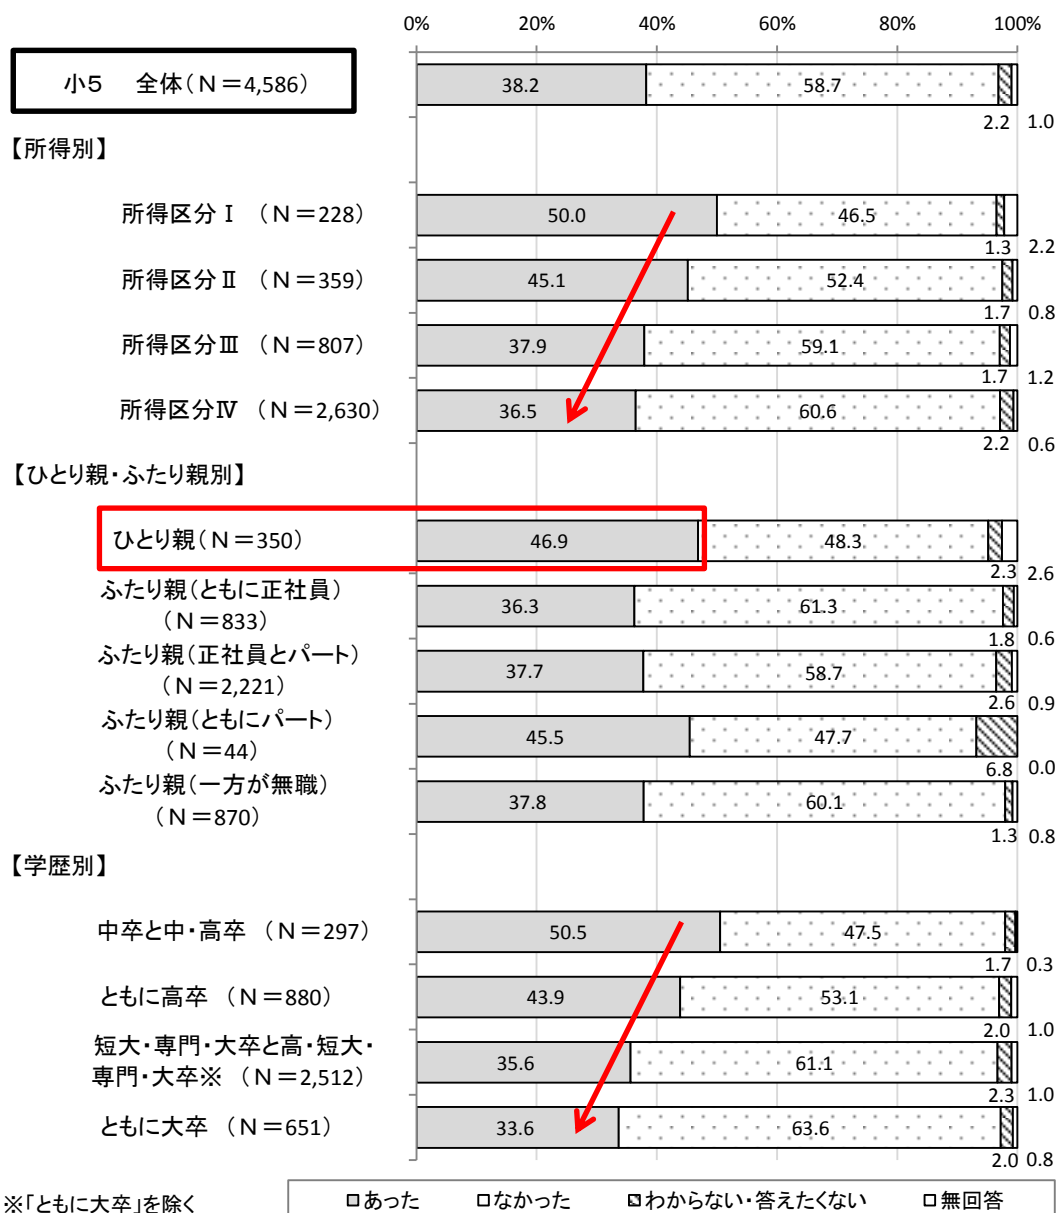 0% 20% 40% 60% 80% 100%
小5　全体(N=4,586) 38.2 58.7
2.2 1.0
【所得別】
所得区分Ⅰ　(N=228) 50.0 46.5
1.3 2.2
所得区分Ⅱ　(N=359) 45.1 52.4
1.7 0.8
所得区分Ⅲ　(N=807) 37.9 59.1
1.7 1.2
所得区分Ⅳ　(N=2,630) 36.5 60.6
2.2 0.6
【ひとり親・ふたり親別】
ひとり親(N=350) 46.9 48.3
2.3 2.6
ふたり親(ともに正社員)
(N=833) 36.3 61.3
1.8 0.6
ふたり親(正社員とパート)
(N=2,221) 37.7 58.7
2.6 0.9
ふたり親(ともにパート)
(N=44) 45.5 47.7
6.8 0.0
ふたり親(一方が無職)
(N=870) 37.8 60.1
1.3 0.8
【学歴別】
中卒と中・高卒　(N=297) 50.5 47.5
1.7 0.3
ともに高卒　(N=880) 43.9 53.1
2.0 1.0
短大・専門・大卒と高・短大・
専門・大卒※　(N=2,512) 35.6 61.1
2.3 1.0
ともに大卒　(N=651) 33.6 63.6
2.0 0.8
※「ともに大卒」を除く
あった なかった わからない・答えたくない 無回答